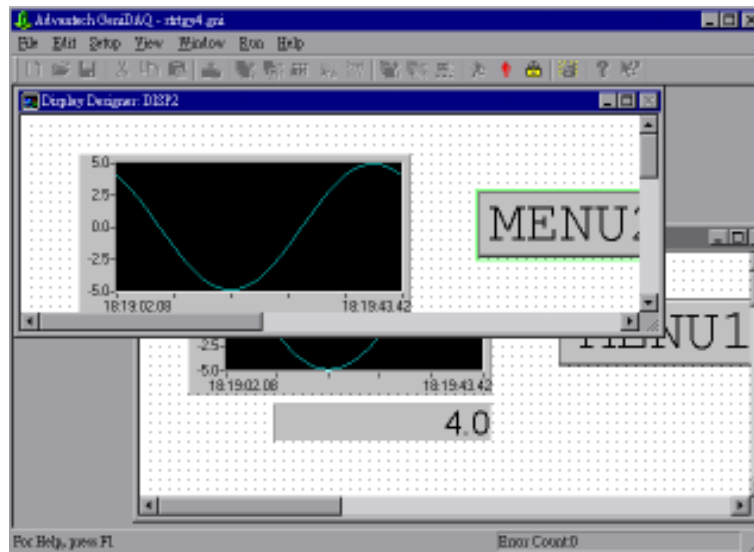 Advantech GeniDAQ - strtgy4.gni
File Edit Setup View Window Run Help
Display Designer: DISP2
5.0
2.5
0.0
-2.5
-5.0
18:19:02.08 18:19:43.42
MENU2
-2.5
-5.0
18:19:02.08 18:19:43.42
MENU1
4.0
For Help, press F1
Error Count:0